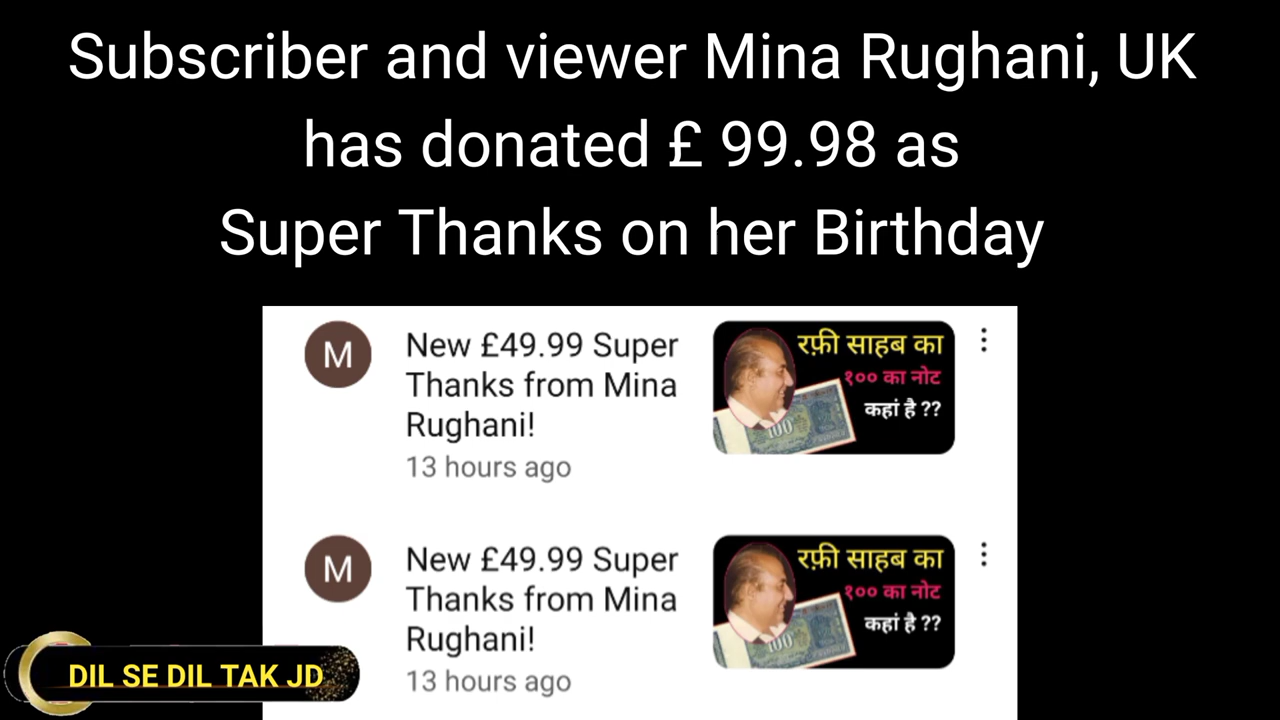 Subscriber and viewer Mina Rughani, UK
has donated £ 99.98 as
Super Thanks on her Birthday
M
New £49.99 Super
Thanks from Mina
Rughani!
13 hours ago
रफ़ी साहब का
१०० का नोट
कहां है ??
100
M
New £49.99 Super
Thanks from Mina
Rughani!
13 hours ago
रफ़ी साहब का
१०० का नोट
कहां है ??
100
DIL SE DIL TAK JD